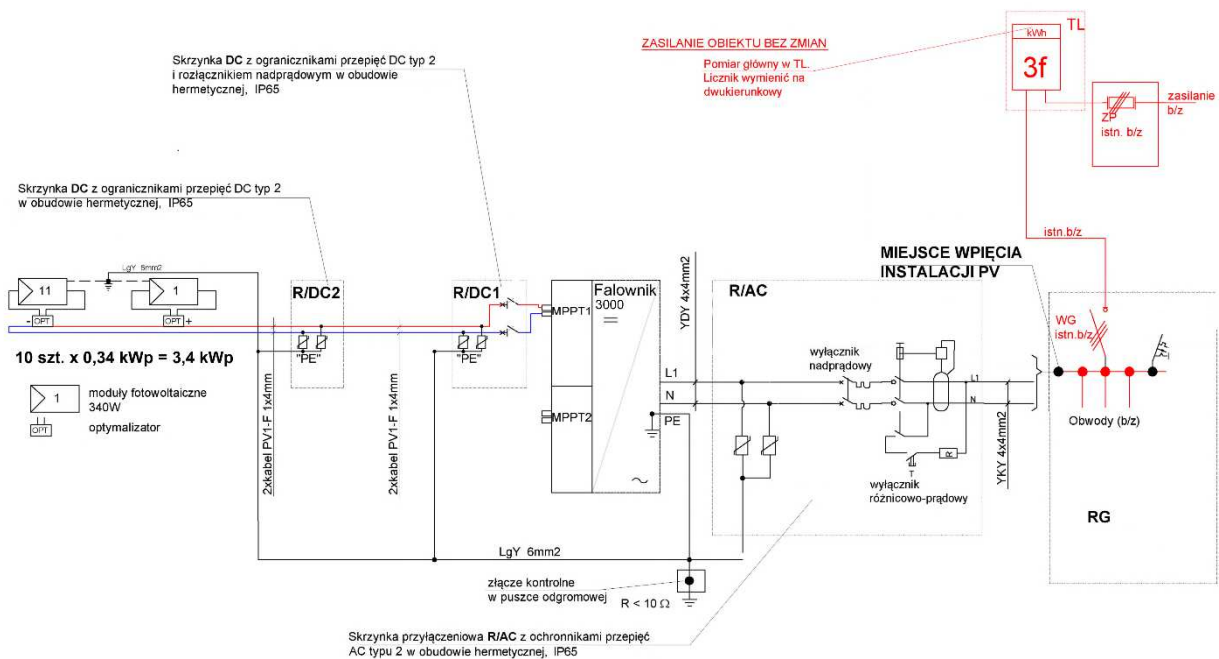 ZASILANIE OBIEKTU BEZ ZMIAN
Pomiar główny w TL.
Licznik wymienić na
dwukierunkowy
TL
kWh
3f
zasilanie
b/z
ZP
istn. b/z
Skrzynka DC z ogranicznikami przepięć DC typ 2
i rozłącznikiem nadprądowym w obudowie
hermetycznej, IP65
Skrzynka DC z ogranicznikami przepięć DC typ 2
w obudowie hermetycznej, IP65
istn.b/z
MIEJSCE WPIĘCIA
INSTALACJI PV
LgY 6mm2
11
1
OPT
OPT
-
+
R/DC2
"PE"
R/DC1
"PE"
10 szt. x 0,34 kWp = 3,4 kWp
1
moduły fotowoltaiczne
340W
OPT
optymalizator
2xkabel PV1-F 1x4mm
2xkabel PV1-F 1x4mm
Falownik
3000
MPPT1
MPPT2
L1
N
PE
YDY 4x4mm2
R/AC
wyłącznik
nadprądowy
L1
N
R
T
wyłącznik
różnicowo-prądowy
YKY 4x4mm2
WG
istn.b/z
Obwody (b/z)
RG
LgY 6mm2
złącze kontrolne
w puszce odgromowej
R < 10 Ω
Skrzynka przyłączeniowa R/AC z ochronnikami przepięć
AC typu 2 w obudowie hermetycznej, IP65